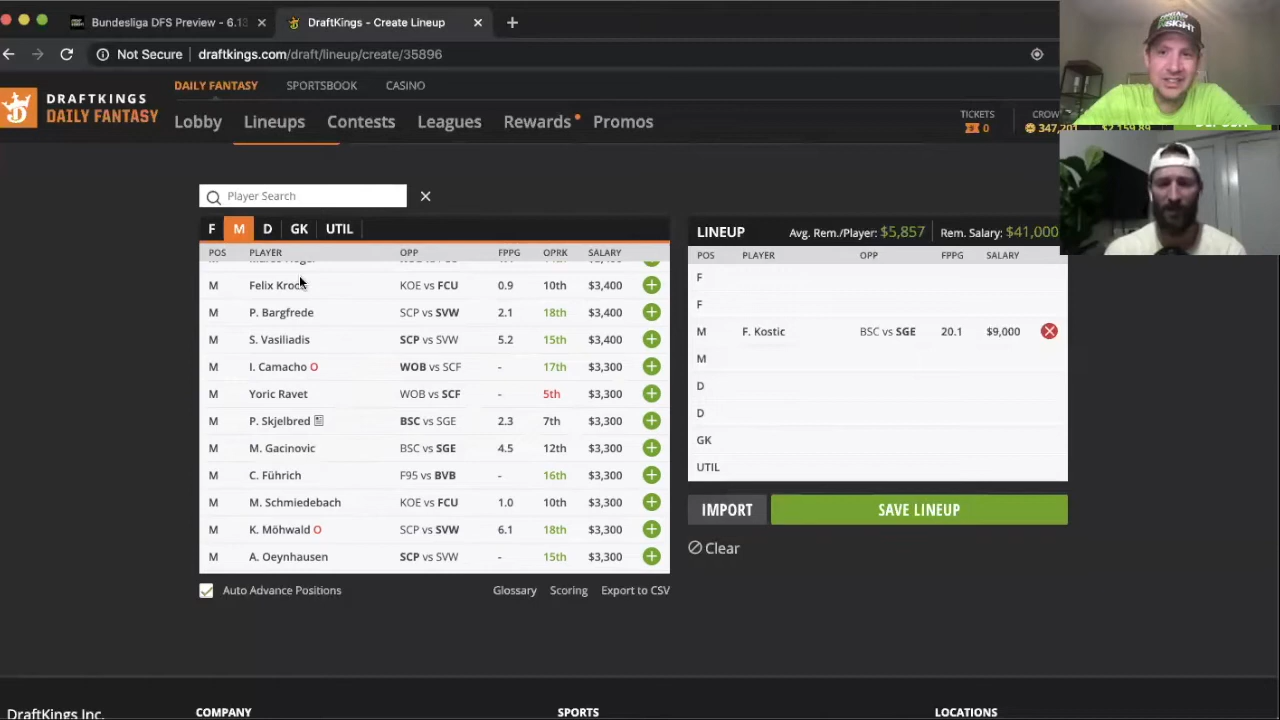 Bundesliga DFS Preview - 6.13
DraftKings - Create Lineup
Not Secure draftkings.com/draft/lineup/create/35896
DAILY FANTASY SPORTSBOOK CASINO
DRAFTKINGS
DAILY FANTASY
Lobby Lineups Contests Leagues Rewards Promos
TICKETS
0
CROW
347,201
Player Search
F M D GK UTIL
POS PLAYER OPP FPPG OPRK SALARY
M Felix Kroos KOE vs FCU 0.9 10th $3,400
M P. Bargfrede SCP vs SVW 2.1 18th $3,400
M S. Vasiliadis SCP vs SVW 5.2 15th $3,400
M I. Camacho O WOB vs SCF - 17th $3,300
M Yoric Ravet WOB vs SCF - 5th $3,300
M P. Skjelbred BSC vs SGE 2.3 7th $3,300
M M. Gacinovic BSC vs SGE 4.5 12th $3,300
M C. Führich F95 vs BVB - 16th $3,300
M M. Schmiedebach KOE vs FCU 1.0 10th $3,300
M K. Möhwald O SCP vs SVW 6.1 18th $3,300
M A. Oeynhausen SCP vs SVW - 15th $3,300
Auto Advance Positions Glossary Scoring Export to CSV
LINEUP Avg. Rem./Player: $5,857 Rem. Salary: $41,000
POS PLAYER OPP FPPG SALARY
F
F
M F. Kostic BSC vs SGE 20.1 $9,000
M
D
D
GK
UTIL
IMPORT SAVE LINEUP
Clear
DraftKings Inc. COMPANY SPORTS LOCATIONS